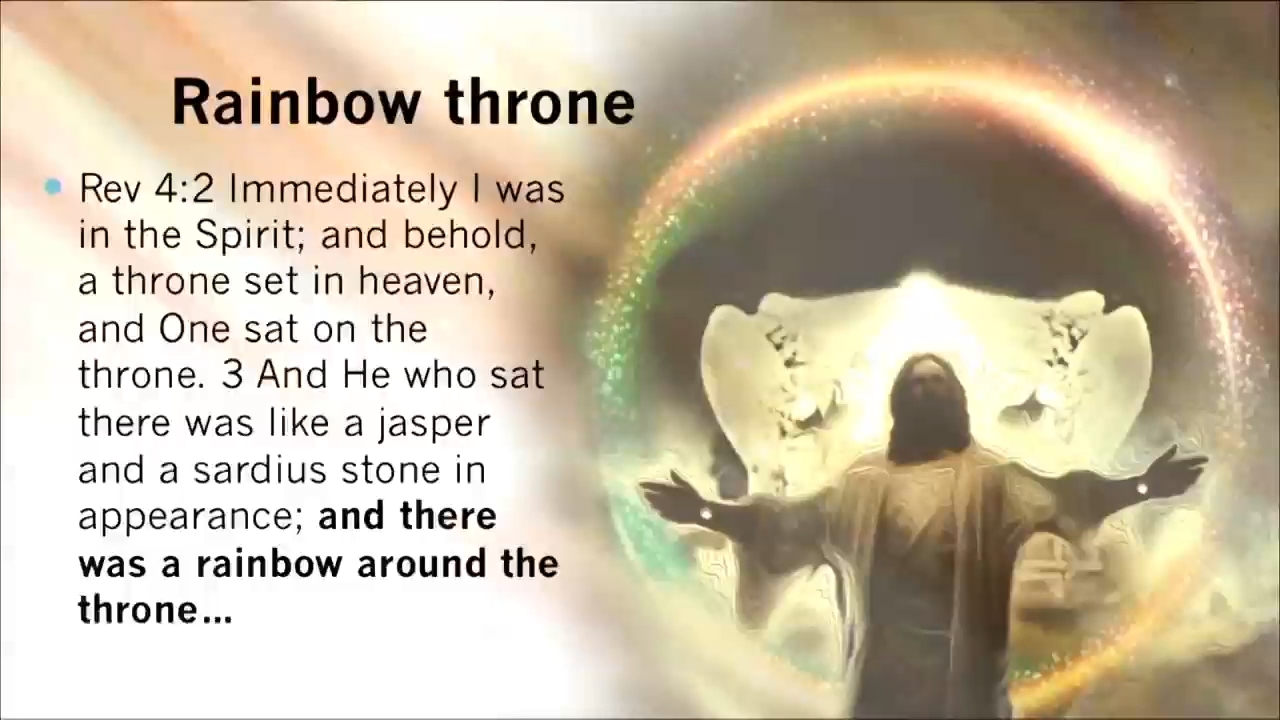 Rainbow throne
• Rev 4:2 Immediately I was
in the Spirit; and behold,
a throne set in heaven,
and One sat on the
throne. 3 And He who sat
there was like a jasper
and a sardius stone in
appearance; and there
was a rainbow around the
throne...